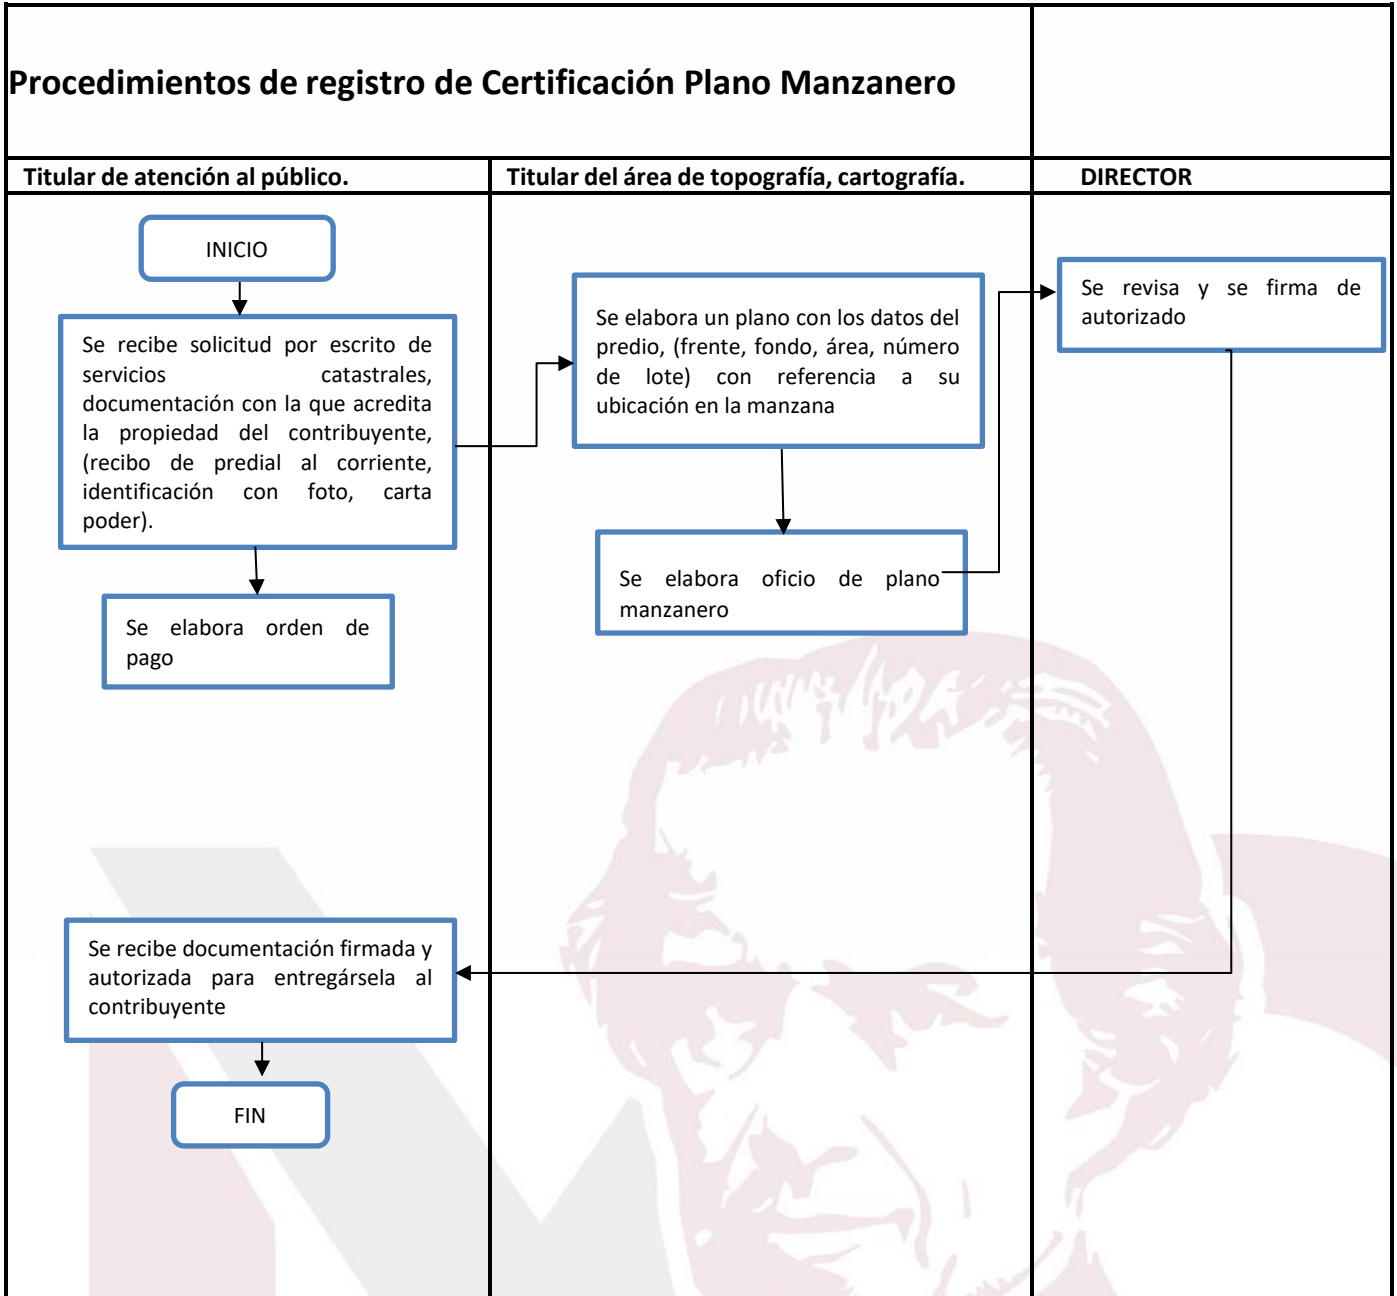 Procedimientos de registro de Certificación Plano Manzanero
Titular de atención al público.
Titular del área de topografía, cartografía.
DIRECTOR
INICIO
Se recibe solicitud por escrito de
servicios catastrales,
documentación con la que acredita
la propiedad del contribuyente,
(recibo de predial al corriente,
identificación con foto, carta
poder).
Se elabora orden de
pago
Se elabora un plano con los datos del
predio, (frente, fondo, área, número
de lote) con referencia a su
ubicación en la manzana
Se elabora oficio de plano
manzanero
Se revisa y se firma de
autorizado
Se recibe documentación firmada y
autorizada para entregársela al
contribuyente
FIN